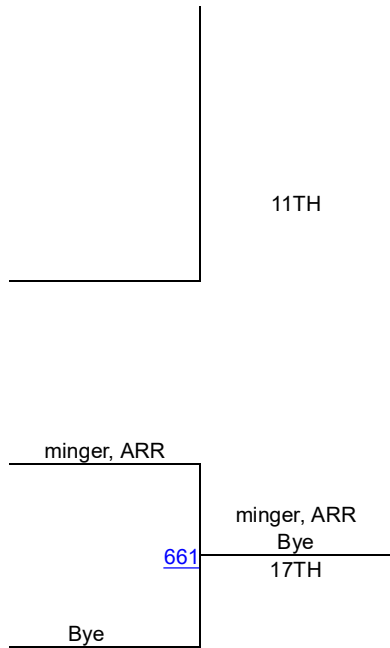 11TH
minger, ARR
minger, ARR
Bye
661
17TH
Bye